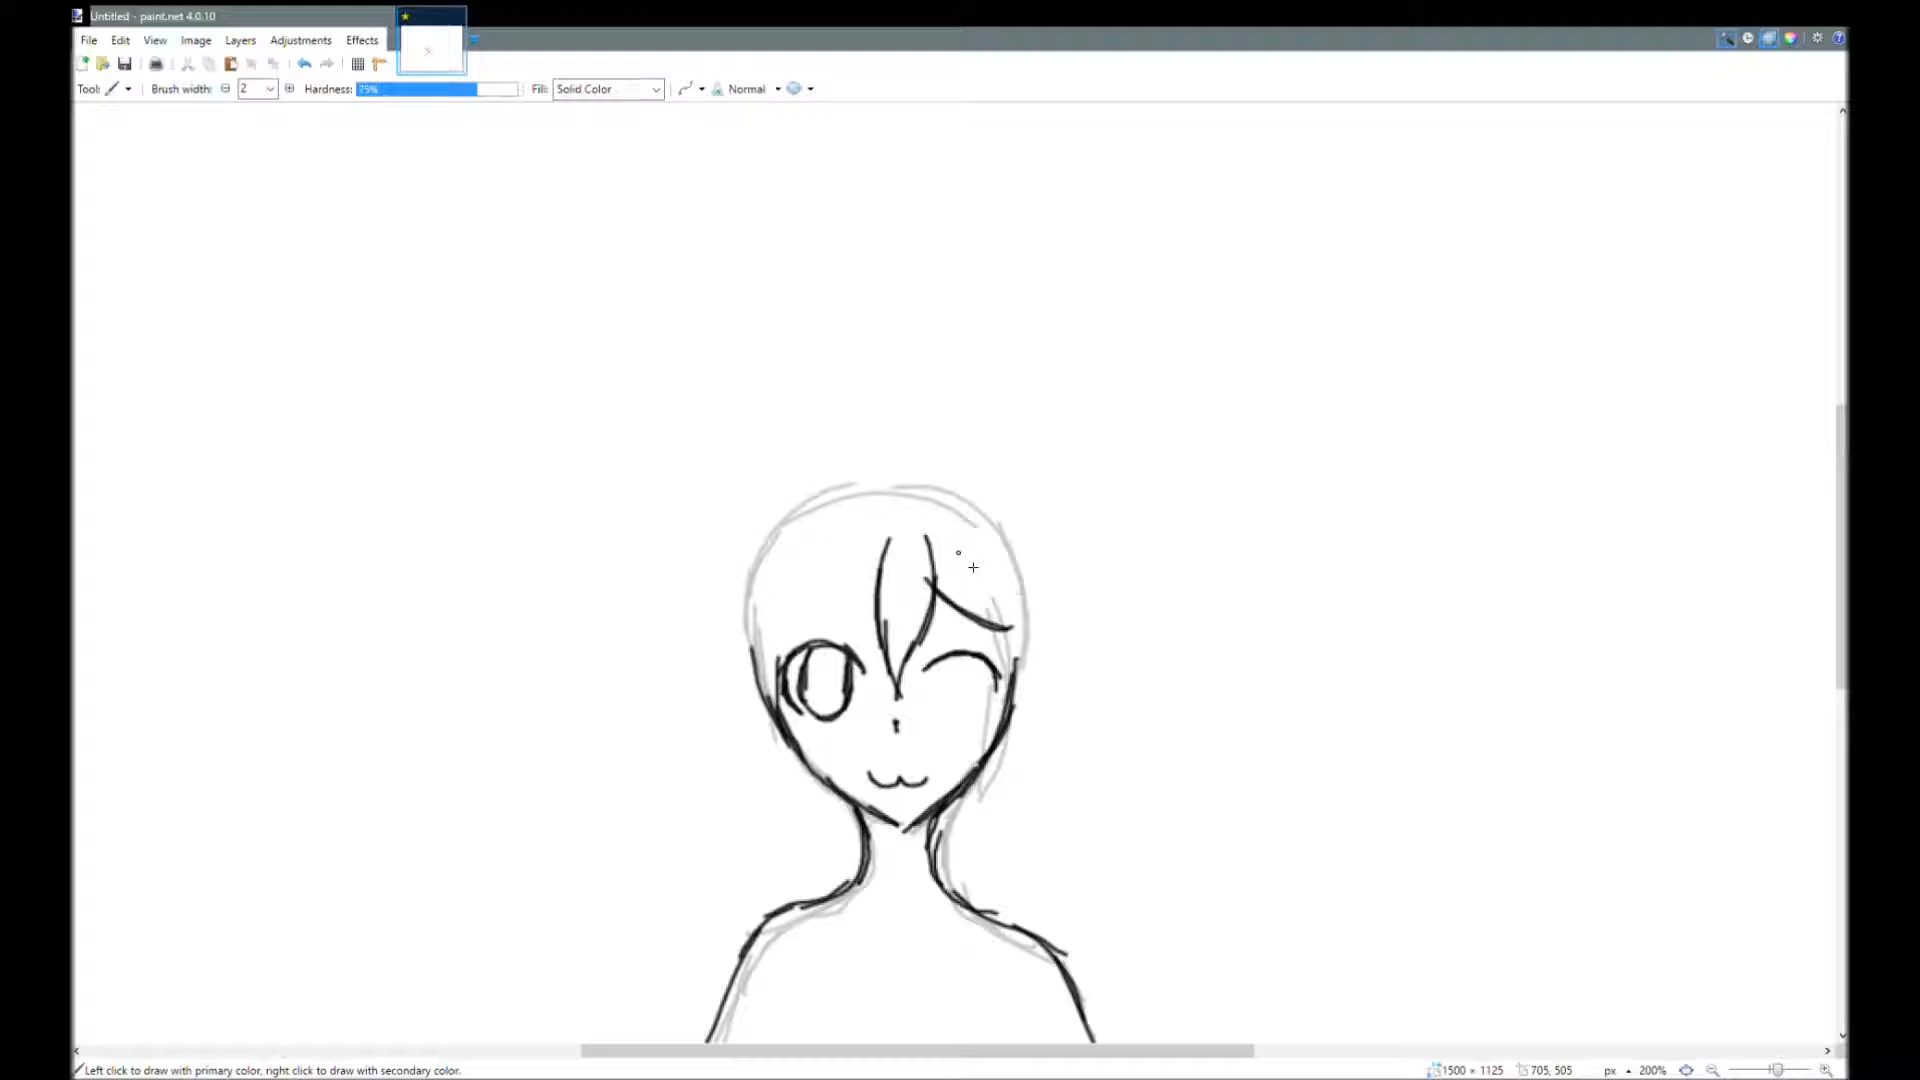 Untitled - paint.net 4.0.10
File Edit View Image Layers Adjustments Effects
Tool: Brush width: 2 Hardness: 75% Fill: Solid Color Normal
Left click to draw with primary color, right click to draw with secondary color. 1500 × 1125 705, 505 px 200%